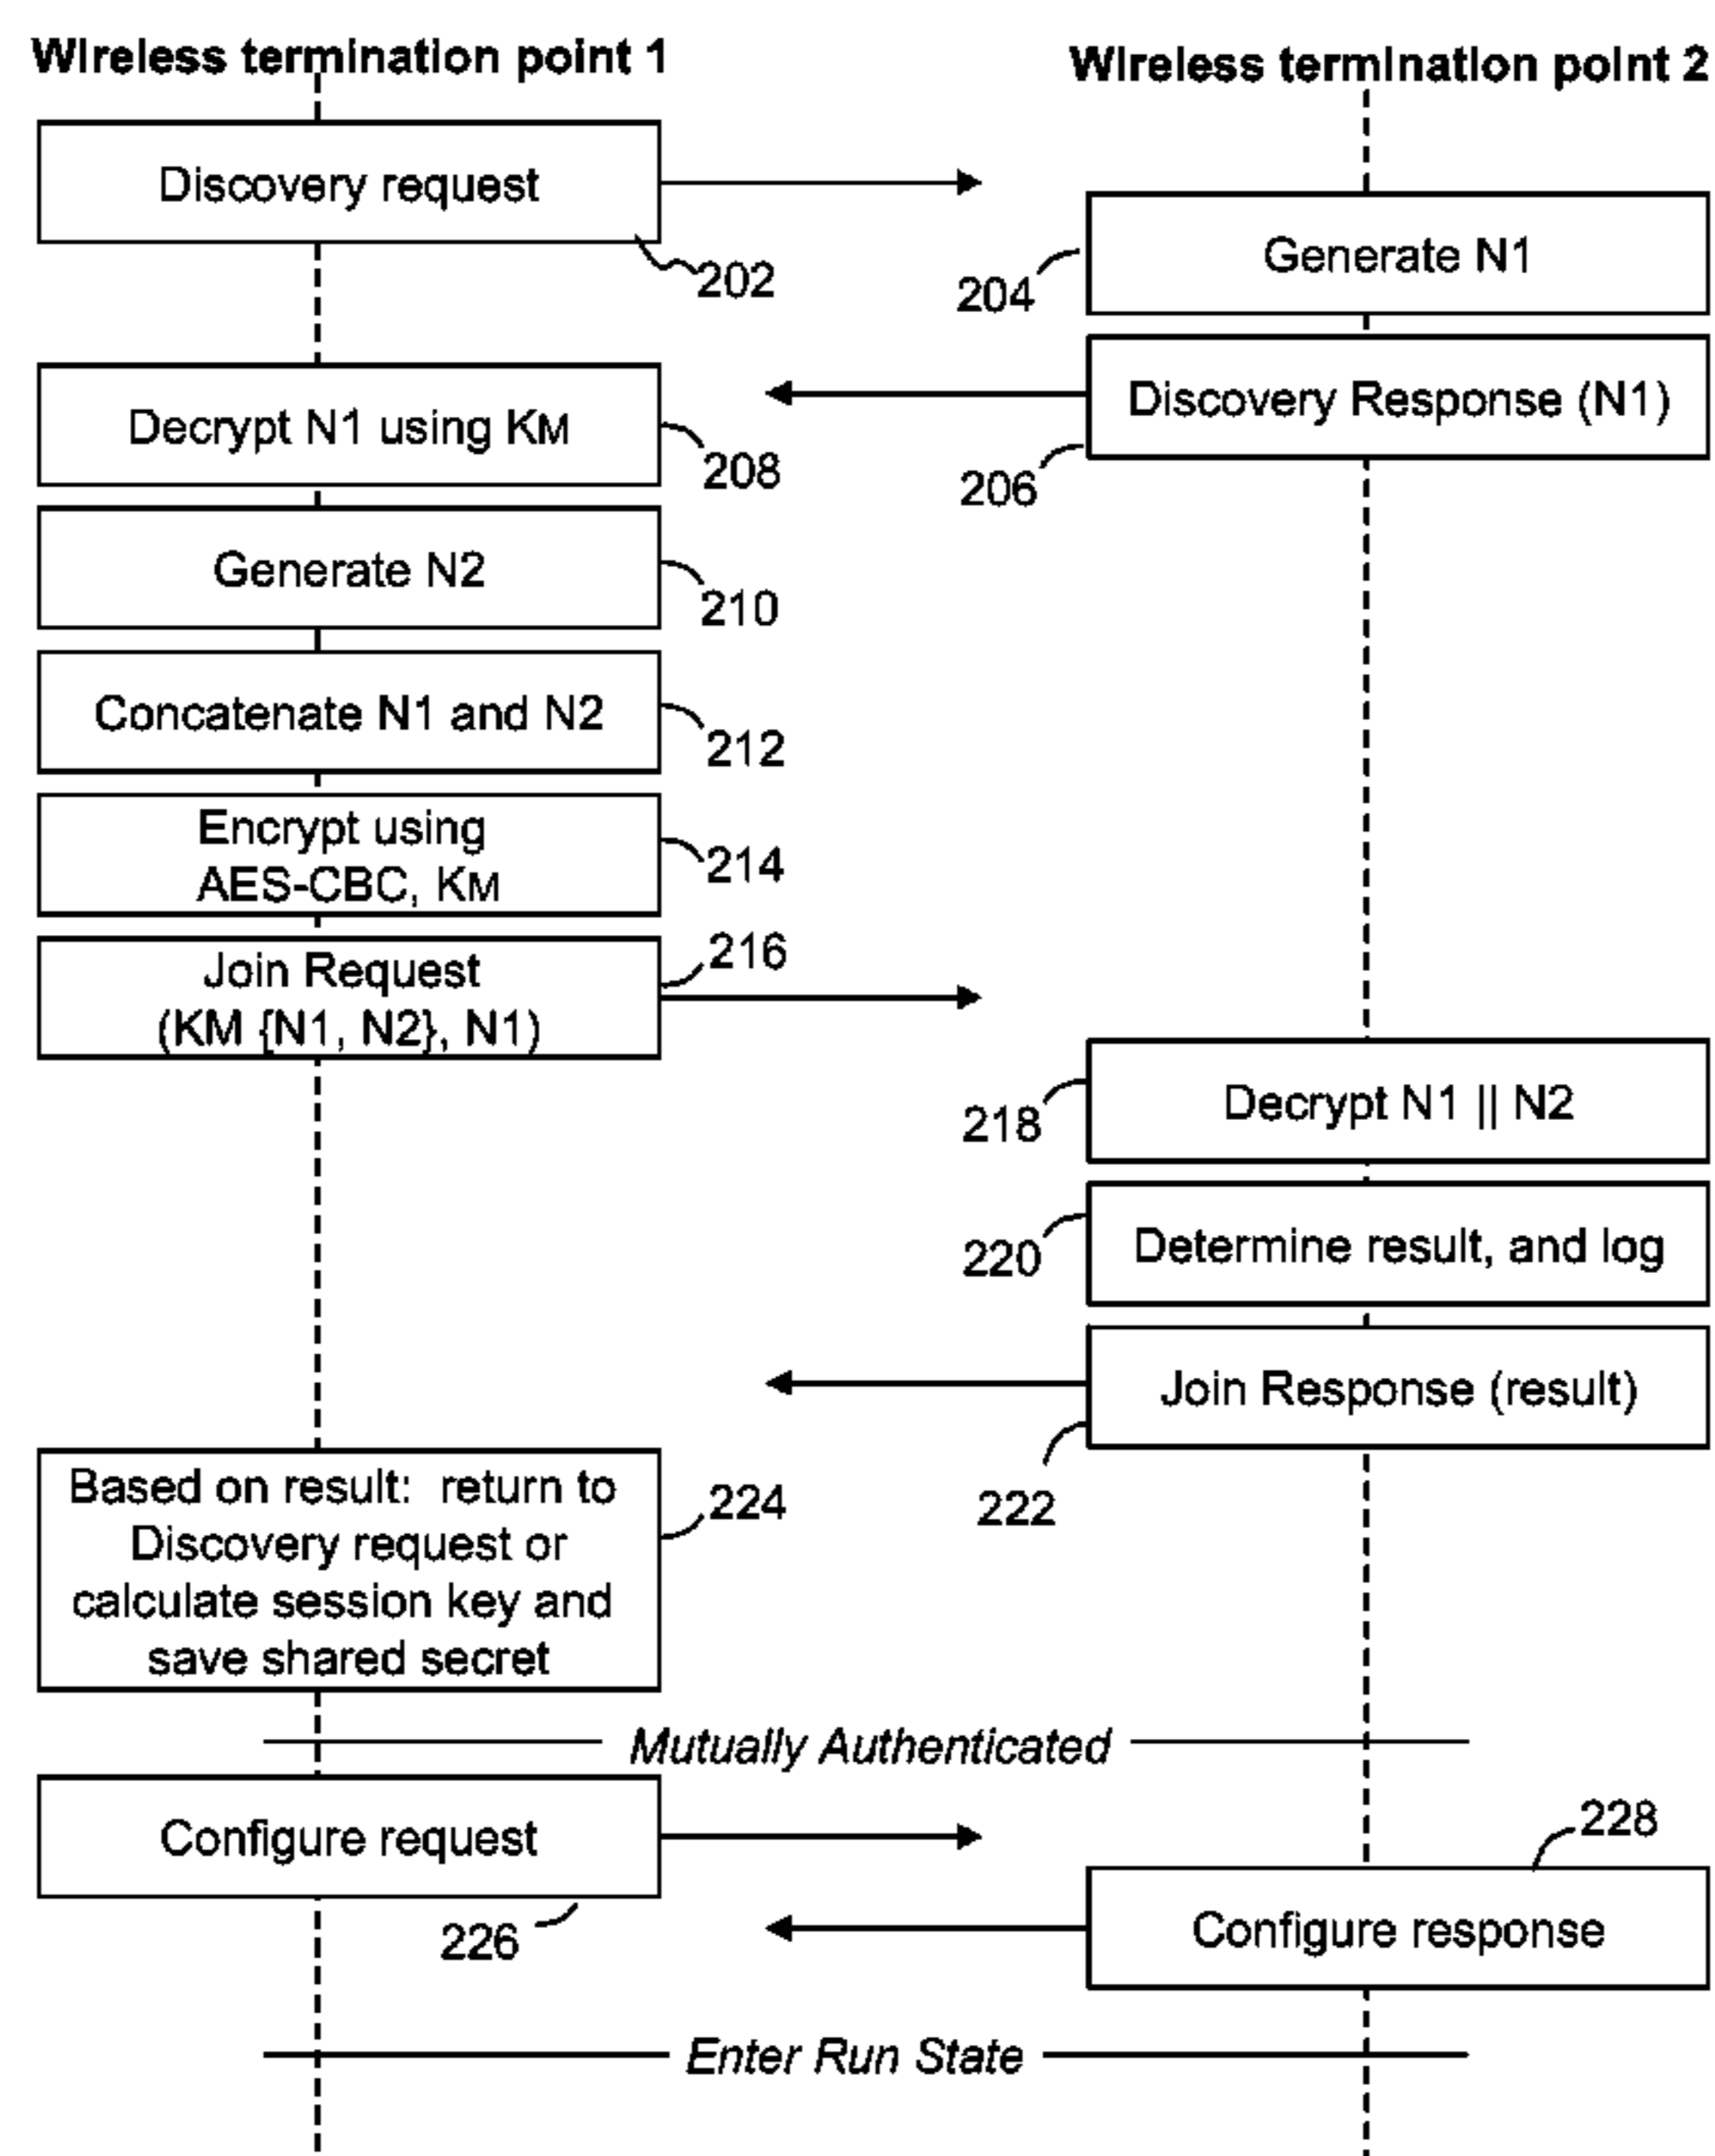 Wireless termination point 1
Wireless termination point 2
Discovery request
202
Generate N1
204
Discovery Response (N1)
206
Decrypt N1 using KM
208
Generate N2
210
Concatenate N1 and N2
212
Encrypt using
AES-CBC, KM
214
Join Request
(KM {N1, N2}, N1)
216
Decrypt N1 || N2
218
Determine result, and log
220
Join Response (result)
222
Based on result: return to
Discovery request or
calculate session key and
save shared secret
224
Mutually Authenticated
Configure request
226
228
Configure response
Enter Run State